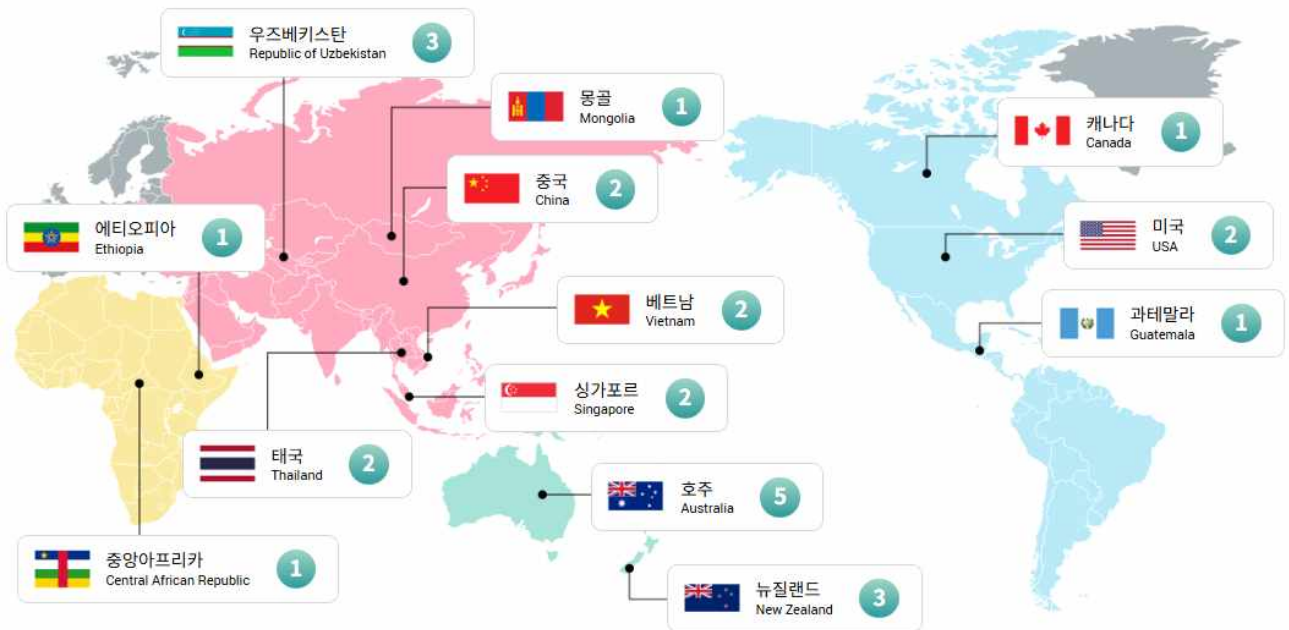 우즈베키스탄
Republic of Uzbekistan
3
몽골
Mongolia
1
캐나다
Canada
1
중국
China
2
에티오피아
Ethiopia
1
미국
USA
2
베트남
Vietnam
2
과테말라
Guatemala
1
싱가포르
Singapore
2
태국
Thailand
2
호주
Australia
5
중앙아프리카
Central African Republic
1
뉴질랜드
New Zealand
3